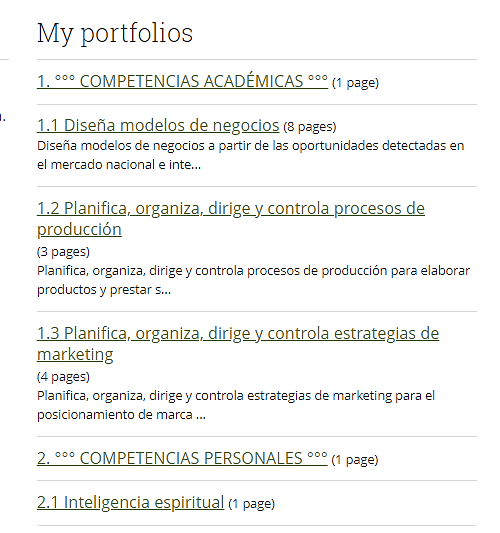 My portfolios
1. °°° COMPETENCIAS ACADÉMICAS °°° (1 page)
1.1 Diseña modelos de negocios (8 pages)
Diseña modelos de negocios a partir de las oportunidades detectadas en
el mercado nacional e inte...
1.2 Planifica, organiza, dirige y controla procesos de
producción
(3 pages)
Planifica, organiza, dirige y controla procesos de producción para elaborar
productos y prestar s...
1.3 Planifica, organiza, dirige y controla estrategias de
marketing
(4 pages)
Planifica, organiza, dirige y controla estrategias de marketing para el
posicionamiento de marca ...
2. °°° COMPETENCIAS PERSONALES °°° (1 page)
2.1 Inteligencia espiritual (1 page)